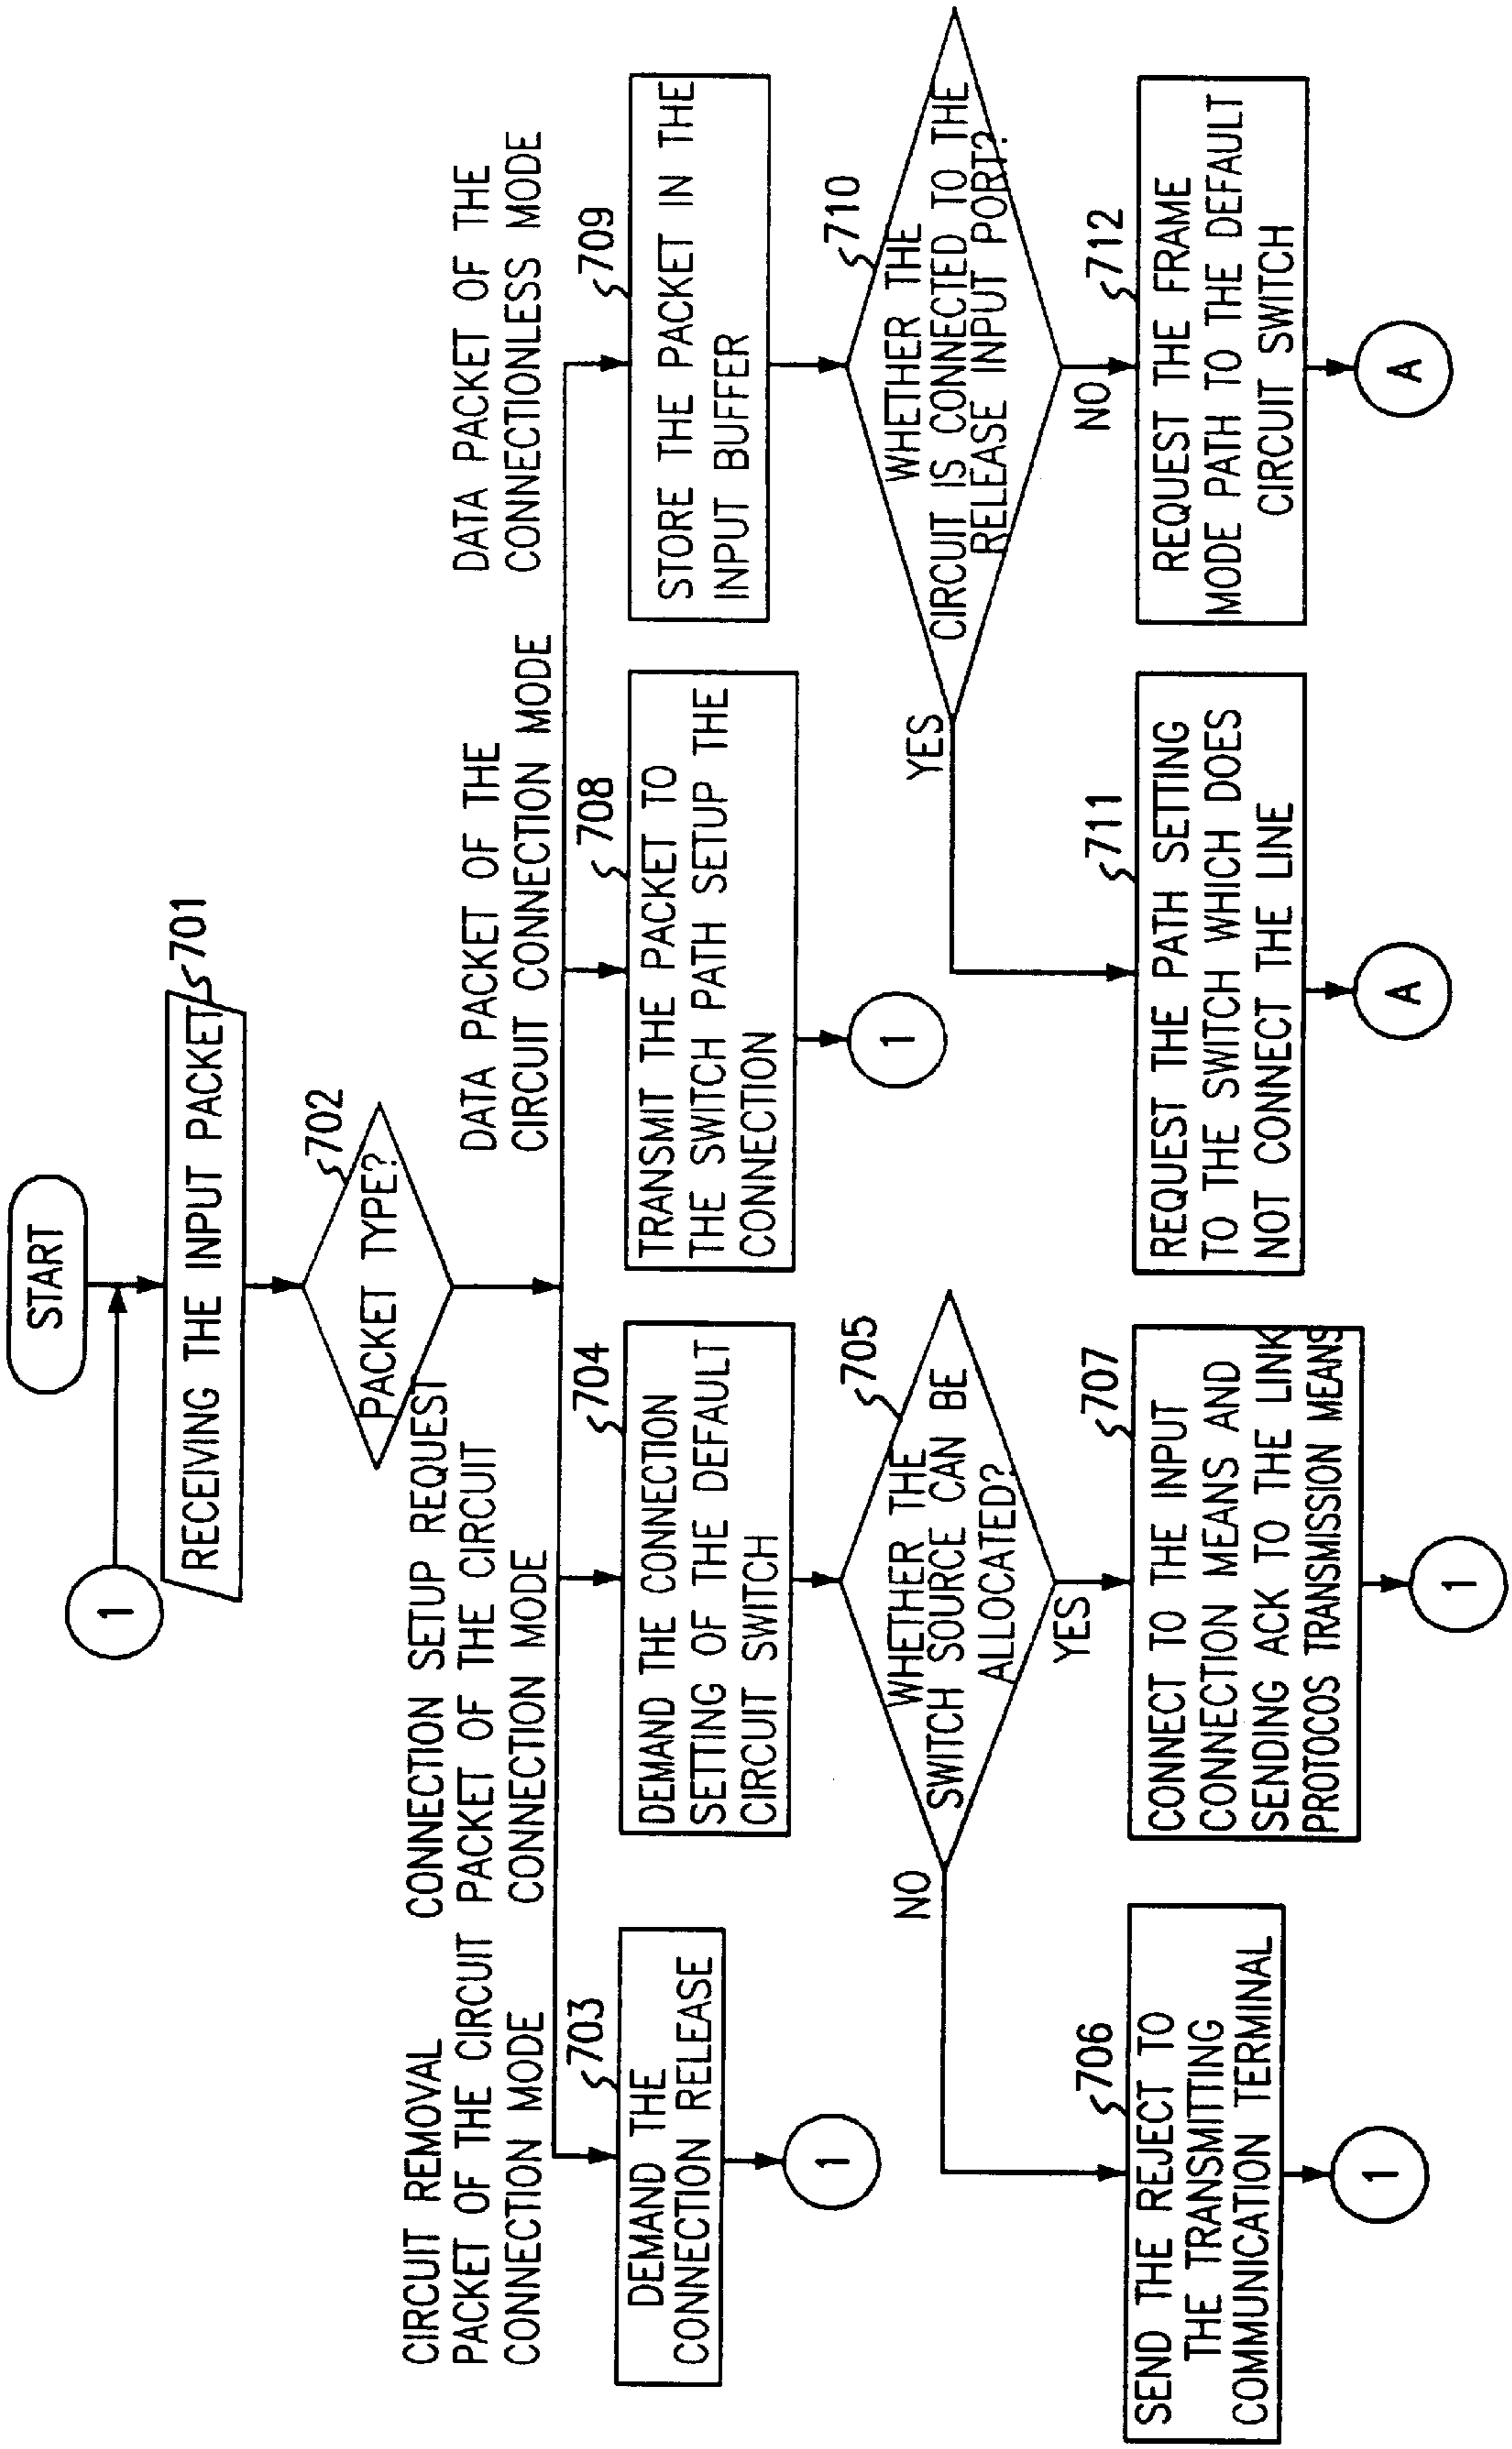 START
1
RECEIVING THE INPUT PACKET
701
PACKET TYPE?
702
CIRCUIT REMOVAL
PACKET OF THE CIRCUIT
CONNECTION MODE
CONNECTION SETUP REQUEST
PACKET OF THE CIRCUIT
CONNECTION MODE
DATA PACKET OF THE
CIRCUIT CONNECTION MODE
DATA PACKET OF THE
CONNECTIONLESS MODE
703
DEMAND THE
CONNECTION RELEASE
1
704
DEMAND THE CONNECTION
SETTING OF THE DEFAULT
CIRCUIT SWITCH
708
TRANSMIT THE PACKET TO
THE SWITCH PATH SETUP THE
CONNECTION
1
709
STORE THE PACKET IN THE
INPUT BUFFER
705
WHETHER THE
SWITCH SOURCE CAN BE
ALLOCATED?
NO
YES
710
WHETHER THE
CIRCUIT IS CONNECTED TO THE
RELEASE INPUT PORT?
YES
NO
706
SEND THE REJECT TO
THE TRANSMITTING
COMMUNICATION TERMINAL
1
707
CONNECT TO THE INPUT
CONNECTION MEANS AND
SENDING ACK TO THE LINK
PROTOCOS TRANSMISSION MEANS
1
711
REQUEST THE PATH SETTING
TO THE SWITCH WHICH DOES
NOT CONNECT THE LINE
A
712
REQUEST THE FRAME
MODE PATH TO THE DEFAULT
CIRCUIT SWITCH
A